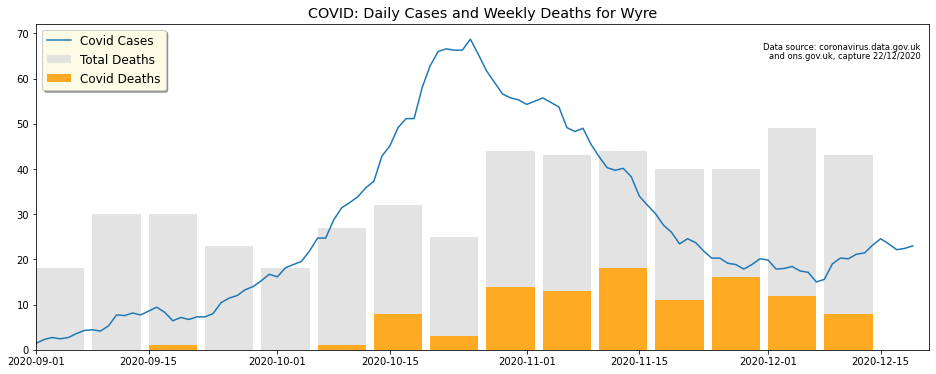 COVID: Daily Cases and Weekly Deaths for Wyre
Covid Cases
Total Deaths
Covid Deaths
Data source: coronavirus.data.gov.uk
and ons.gov.uk, capture 22/12/2020
70
60
50
40
30
20
10
0
2020-09-01
2020-09-15
2020-10-01
2020-10-15
2020-11-01
2020-11-15
2020-12-01
2020-12-15